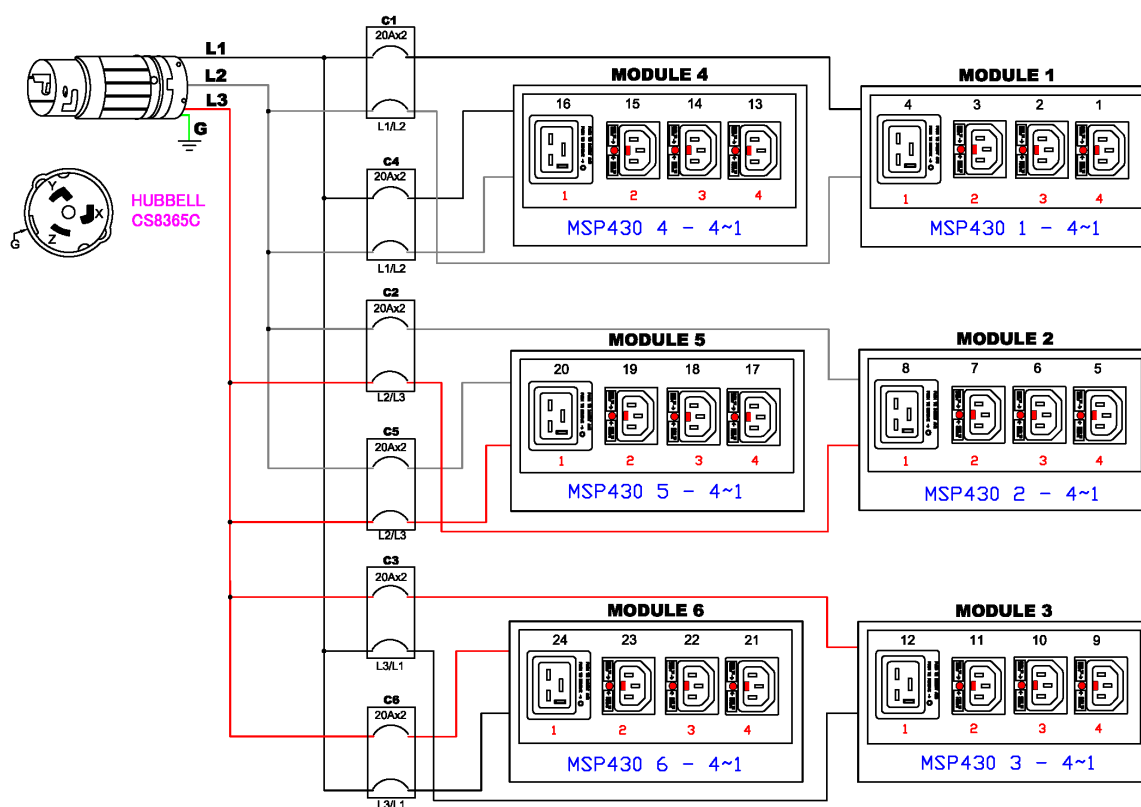 L1
L2
L3
G
HUBBELL
CS8365C
Y
X
Z
G
C1
20Ax2
L1/L2
C4
20Ax2
L1/L2
C2
20Ax2
L2/L3
C5
20Ax2
L2/L3
C3
20Ax2
L3/L1
C6
20Ax2
L3/L1
MODULE 4
16 15 14 13
1 2 3 4
MSP430 4 - 4~1
MODULE 1
4 3 2 1
1 2 3 4
MSP430 1 - 4~1
MODULE 5
20 19 18 17
1 2 3 4
MSP430 5 - 4~1
MODULE 2
8 7 6 5
1 2 3 4
MSP430 2 - 4~1
MODULE 6
24 23 22 21
1 2 3 4
MSP430 6 - 4~1
MODULE 3
12 11 10 9
1 2 3 4
MSP430 3 - 4~1